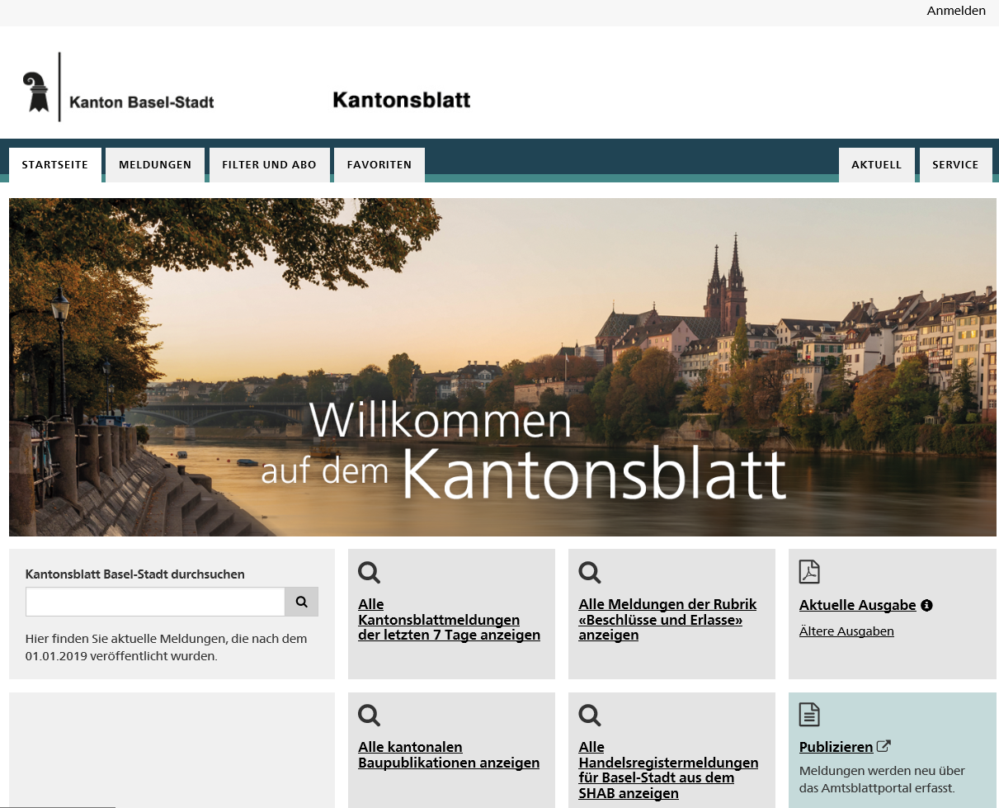 Anmelden
Kanton Basel-Stadt
Kantonsblatt
STARTSEITE
MELDUNGEN
FILTER UND ABO
FAVORITEN
AKTUELL
SERVICE
Willkommen
auf dem Kantonsblatt
Kantonsblatt Basel-Stadt durchsuchen
Hier finden Sie aktuelle Meldungen, die nach dem
01.01.2019 veröffentlicht wurden.
Alle
Kantonsblattmeldungen
der letzten 7 Tage anzeigen
Alle Meldungen der Rubrik
«Beschlüsse und Erlasse»
anzeigen
Aktuelle Ausgabe
Ältere Ausgaben
Alle kantonalen
Baupublikationen anzeigen
Alle
Handelsregistermeldungen
für Basel-Stadt aus dem
SHAB anzeigen
Publizieren
Meldungen werden neu über
das Amtsblattportal erfasst.